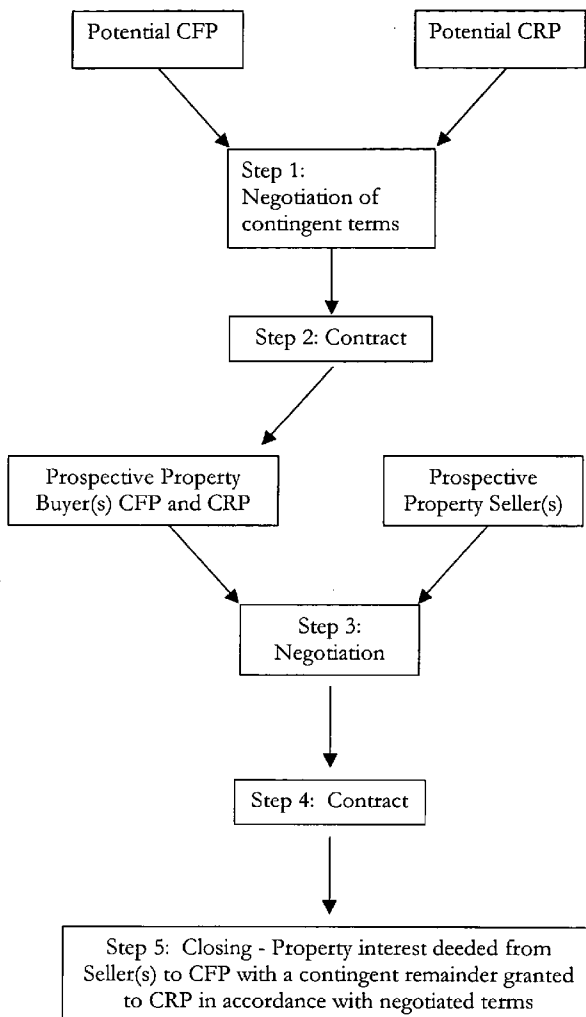 Potential CFP
Potential CRP
Step 1:
Negotiation of
contingent terms
Step 2: Contract
Prospective Property
Buyer(s) CFP and CRP
Prospective
Property Seller(s)
Step 3:
Negotiation
Step 4: Contract
Step 5: Closing - Property interest deeded from
Seller(s) to CFP with a contingent remainder granted
to CRP in accordance with negotiated terms